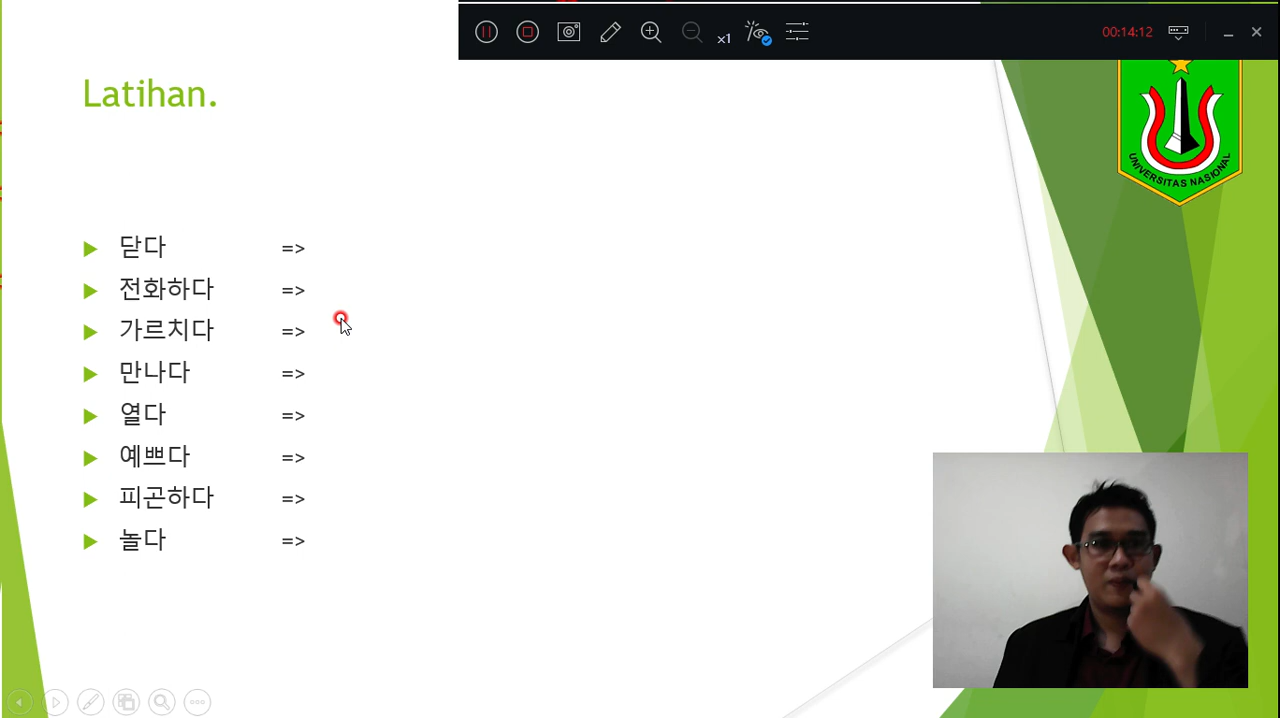 x1
00:14:12
Latihan.
UNIVERSITAS NASIONAL
닫다 =>
전화하다 =>
가르치다 =>
만나다 =>
열다 =>
예쁘다 =>
피곤하다 =>
놀다 =>